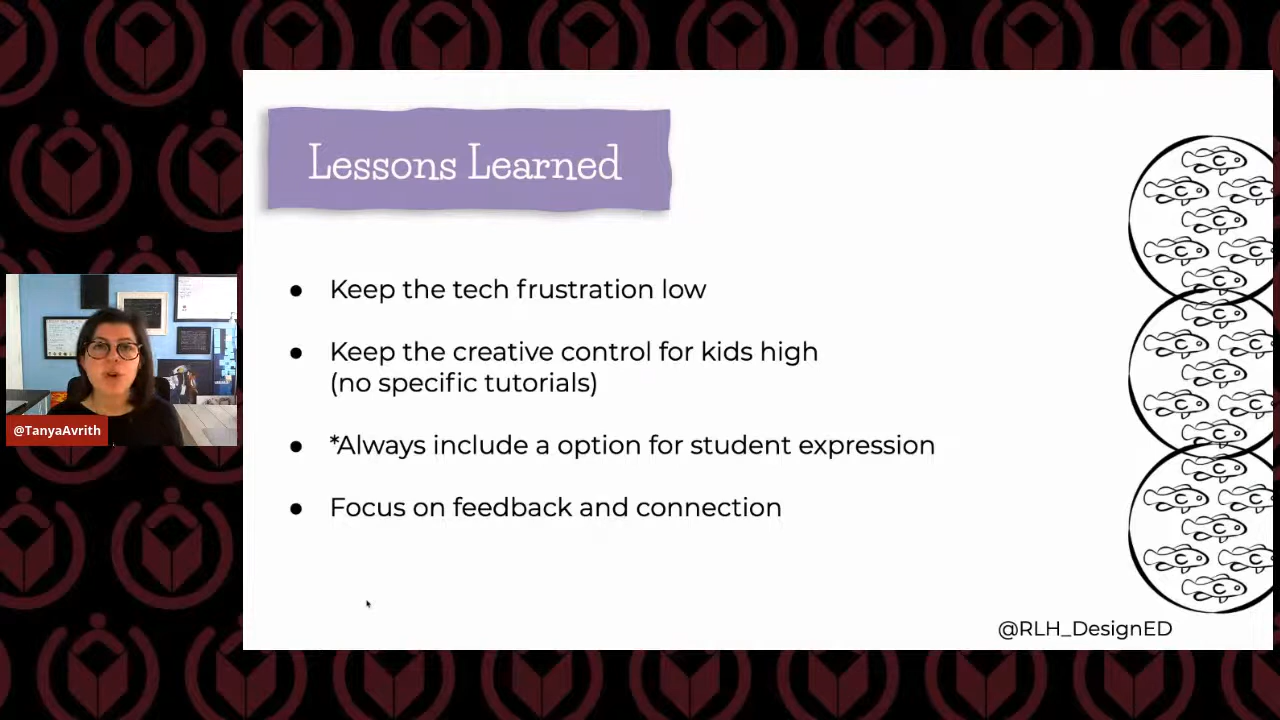 Lessons Learned
● Keep the tech frustration low
● Keep the creative control for kids high
(no specific tutorials)
● *Always include a option for student expression
● Focus on feedback and connection
@TanyaAvrith
@RLH_DesignED